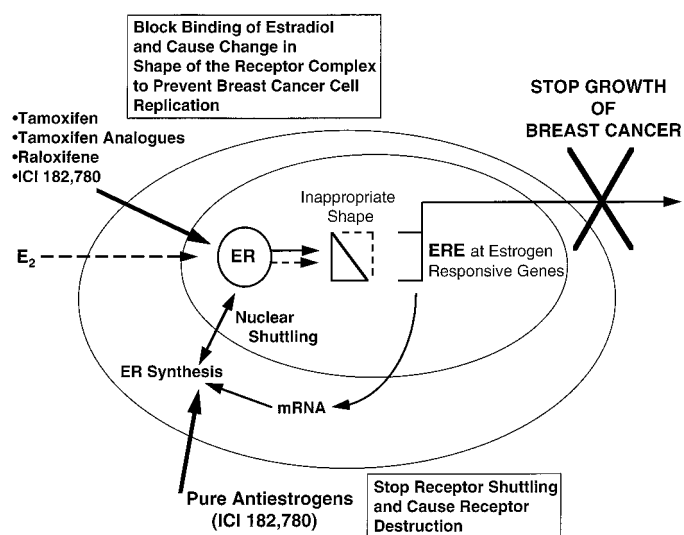 Block Binding of Estradiol
and Cause Change in
Shape of the Receptor Complex
to Prevent Breast Cancer Cell
Replication
STOP GROWTH
OF
BREAST CANCER
•Tamoxifen
•Tamoxifen Analogues
•Raloxifene
•ICI 182,780
Inappropriate
Shape
E₂
ER
ERE at Estrogen
Responsive Genes
Nuclear
Shuttling
ER Synthesis
mRNA
Pure Antiestrogens
(ICI 182,780)
Stop Receptor Shuttling
and Cause Receptor
Destruction